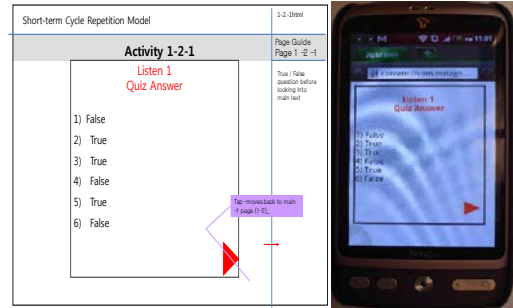 Short-term Cycle Repetition Model
1-2.-1html
Activity 1-2-1
Page Guide
Page 1 -2 -1
Listen 1
Quiz Answer
True / False
question before
looking into
main text
1) False
2) True
3) True
4) False
5) True
6) False
Tap -moves back to main
-1 page (1-0)_
11:01
Listen 1
Quiz Answer
1) False
2) True
3) True
4) False
5) True
6) False